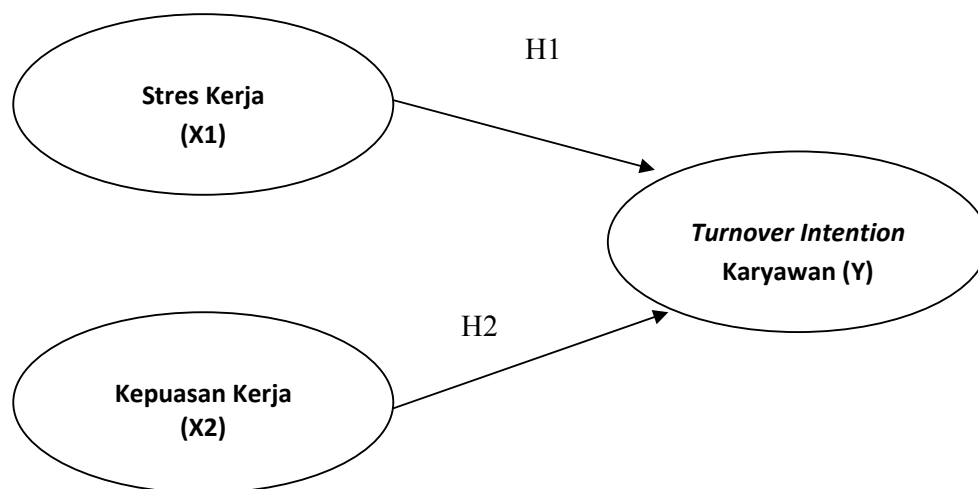 H1
Stres Kerja
(X1)
Turnover Intention
Karyawan (Y)
H2
Kepuasan Kerja
(X2)